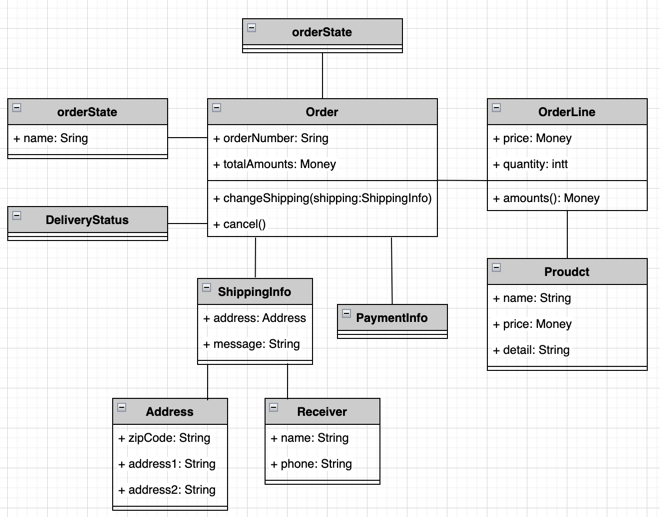 orderState
orderState
+ name: Sring
Order
+ orderNumber: Sring
+ totalAmounts: Money
+ changeShipping(shipping:ShippingInfo)
+ cancel()
OrderLine
+ price: Money
+ quantity: intt
+ amounts(): Money
DeliveryStatus
ShippingInfo
+ address: Address
+ message: String
PaymentInfo
Proudct
+ name: String
+ price: Money
+ detail: String
Address
+ zipCode: String
+ address1: String
+ address2: String
Receiver
+ name: String
+ phone: String